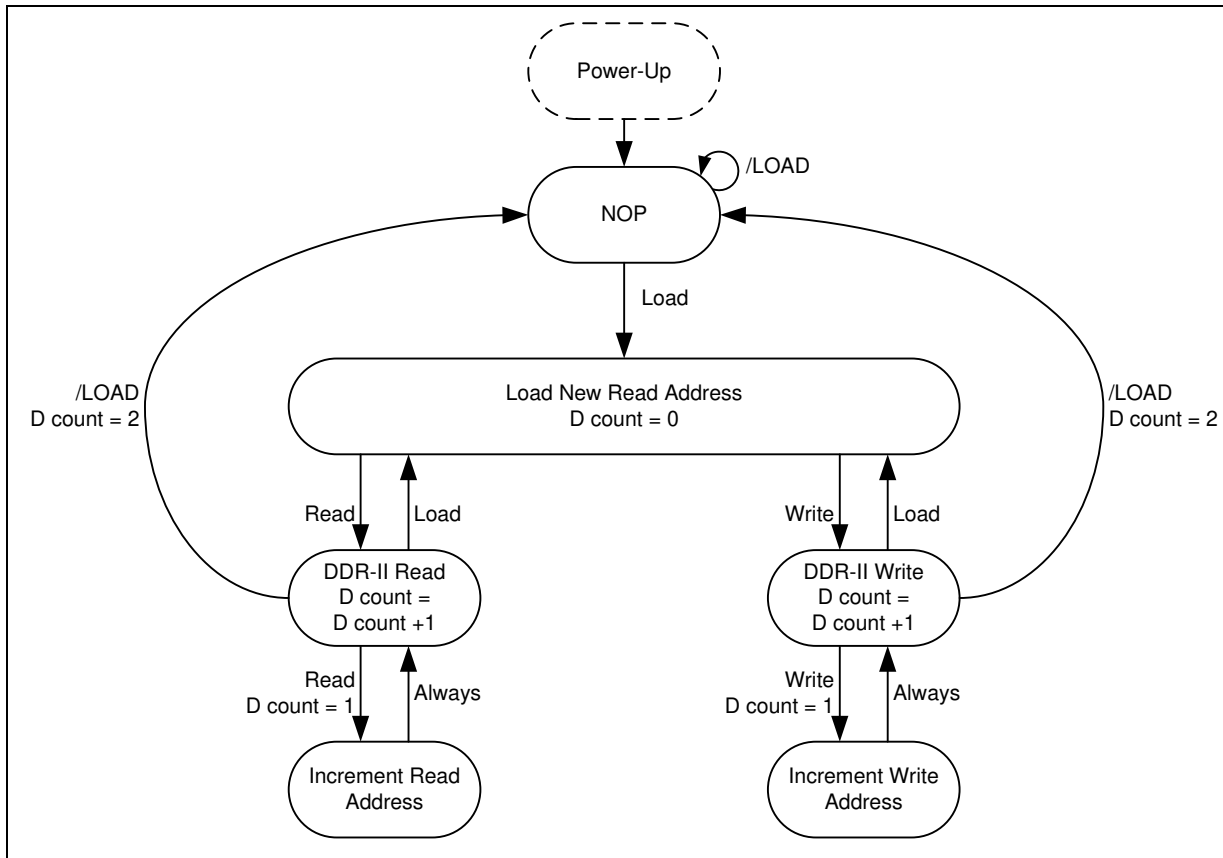 Power-Up
/LOAD
NOP
Load
/LOAD
D count = 2
Load New Read Address
D count = 0
/LOAD
D count = 2
Read
Load
Write
Load
DDR-II Read
D count =
D count +1
DDR-II Write
D count =
D count +1
Read
D count = 1
Always
Write
D count = 1
Always
Increment Read
Address
Increment Write
Address